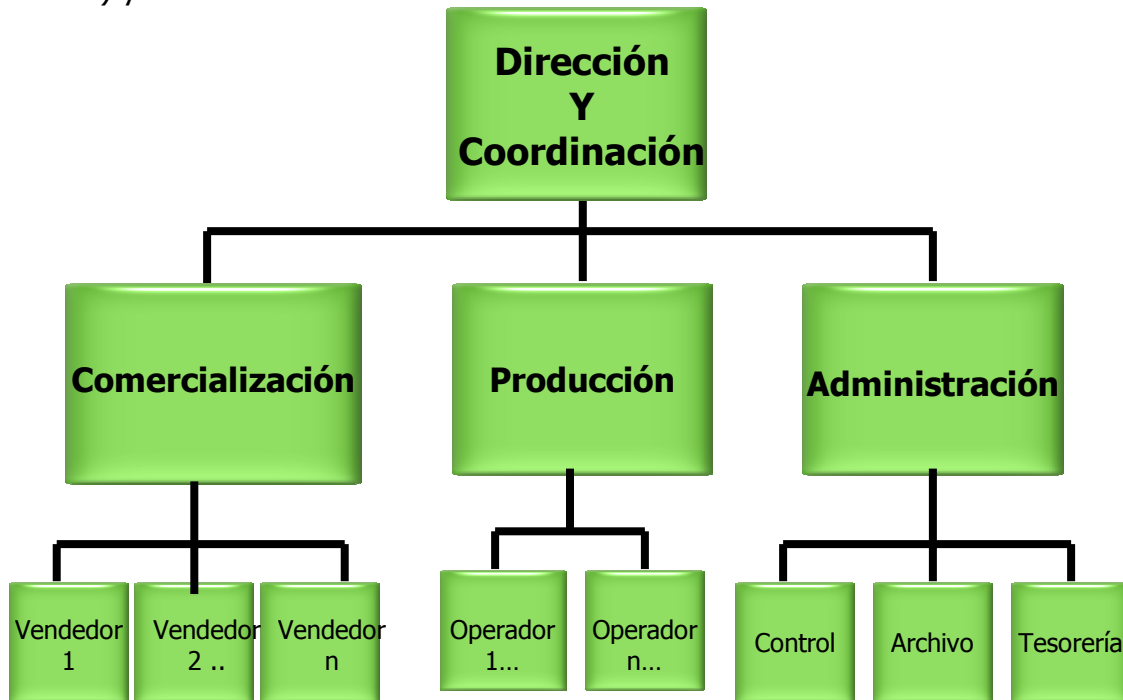 Dirección
Y
Coordinación
Comercialización
Producción
Administración
Vendedor
1
Vendedor
2 ..
Vendedor
n
Operador
1...
Operador
n...
Control
Archivo
Tesorería